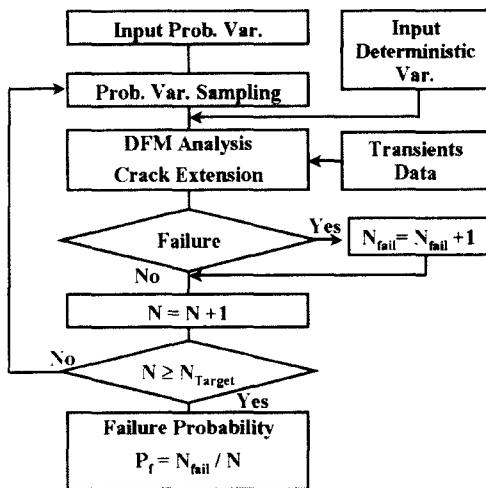 Input Prob. Var.
Input
Deterministic
Var.
Prob. Var. Sampling
DFM Analysis
Crack Extension
Transients
Data
Failure
Yes
N_fail = N_fail +1
No
N = N +1
No
N ≥ N_Target
Yes
Failure Probability
P_f = N_fail / N